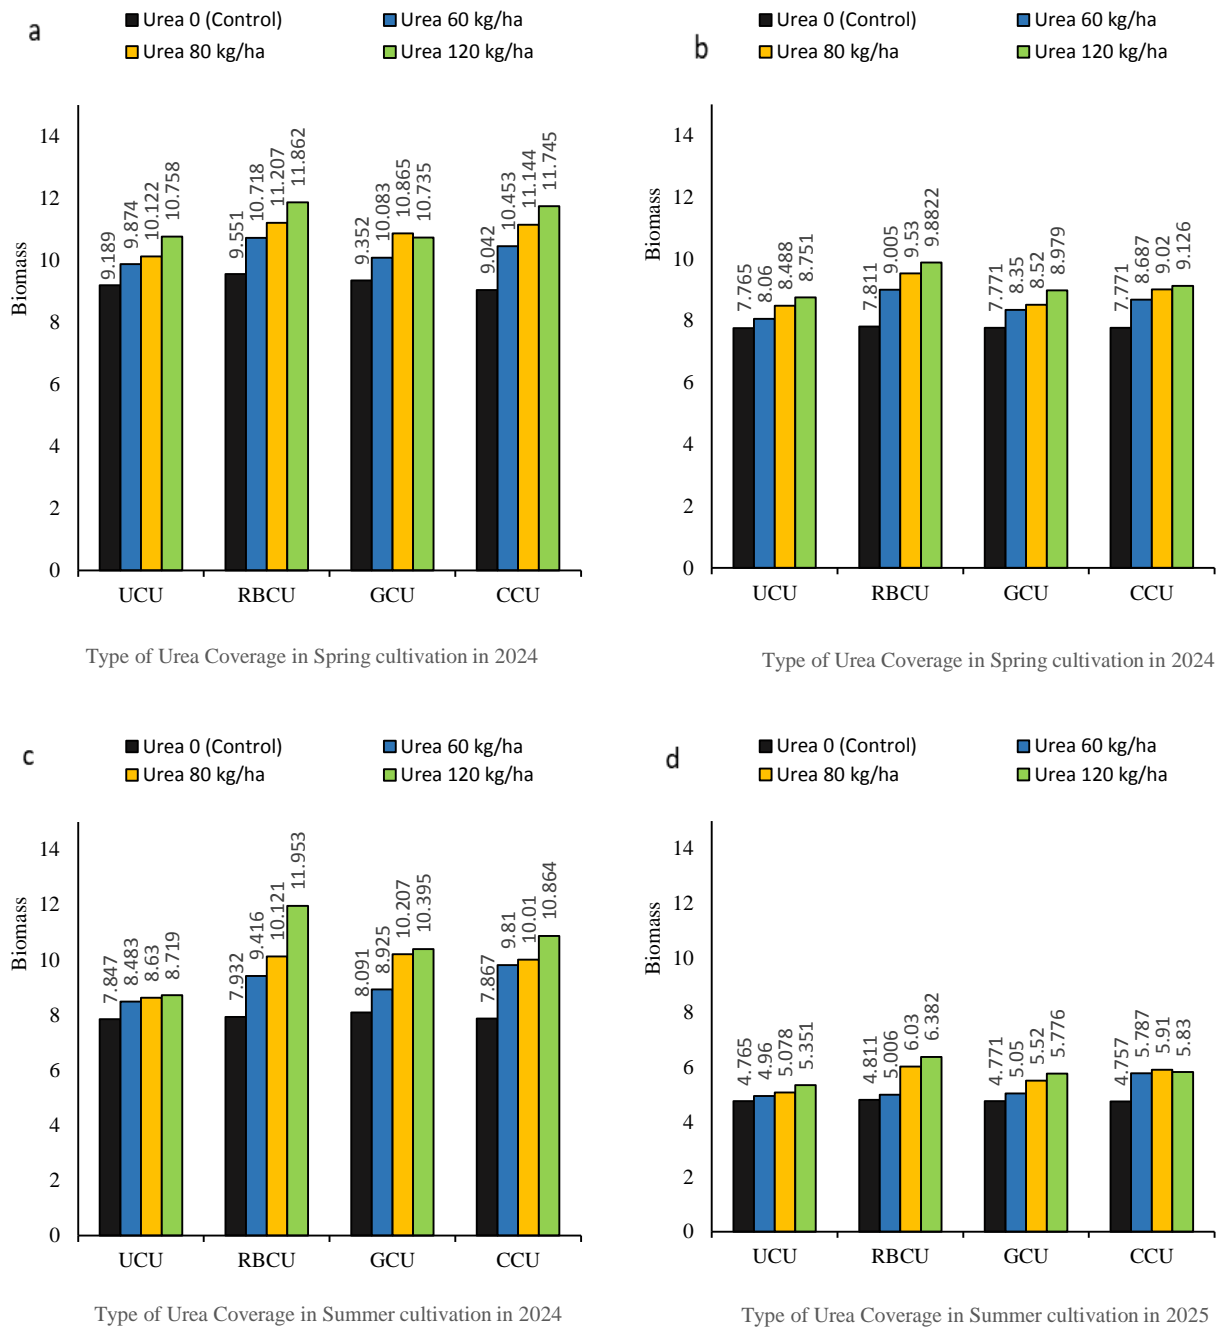 a
Urea 0 (Control)
Urea 60 kg/ha
Urea 80 kg/ha
Urea 120 kg/ha
Biomass
14
12
10
8
6
4
2
0
9.189
9.874
10.122
10.758
9.551
10.718
11.207
11.862
9.352
10.083
10.865
10.735
9.042
10.453
11.144
11.745
UCU
RBCU
GCU
CCU
Type of Urea Coverage in Spring cultivation in 2024
b
Urea 0 (Control)
Urea 60 kg/ha
Urea 80 kg/ha
Urea 120 kg/ha
Biomass
14
12
10
8
6
4
2
0
7.765
8.06
8.488
8.751
7.811
9.005
9.53
9.8822
7.771
8.35
8.52
8.979
7.771
8.687
9.02
9.126
UCU
RBCU
GCU
CCU
Type of Urea Coverage in Spring cultivation in 2024
c
Urea 0 (Control)
Urea 60 kg/ha
Urea 80 kg/ha
Urea 120 kg/ha
Biomass
14
12
10
8
6
4
2
0
7.847
8.483
8.63
8.719
7.932
9.416
10.121
11.953
8.091
8.925
10.207
10.395
7.867
9.81
10.01
10.864
UCU
RBCU
GCU
CCU
Type of Urea Coverage in Summer cultivation in 2024
d
Urea 0 (Control)
Urea 60 kg/ha
Urea 80 kg/ha
Urea 120 kg/ha
Biomass
14
12
10
8
6
4
2
0
4.765
4.96
5.078
5.351
4.811
5.006
6.03
6.382
4.771
5.05
5.52
5.776
4.757
5.787
5.91
5.83
UCU
RBCU
GCU
CCU
Type of Urea Coverage in Summer cultivation in 2025